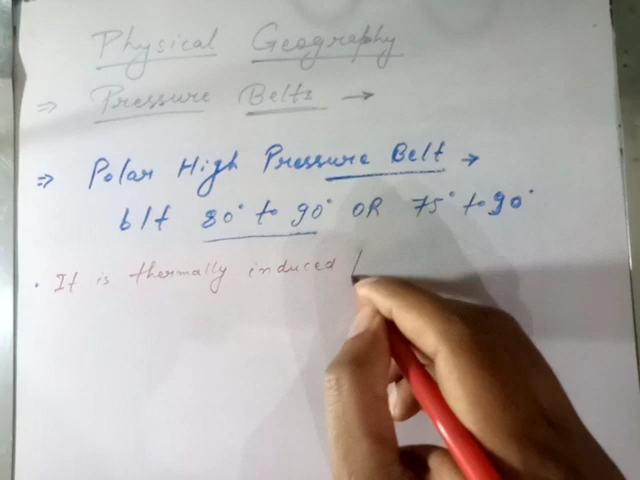 Physical Geography
⇒ Pressure Belts →
⇒ Polar High Pressure Belt →
b/t 80° to 90° OR 75° to 90°
• It is thermally induced /